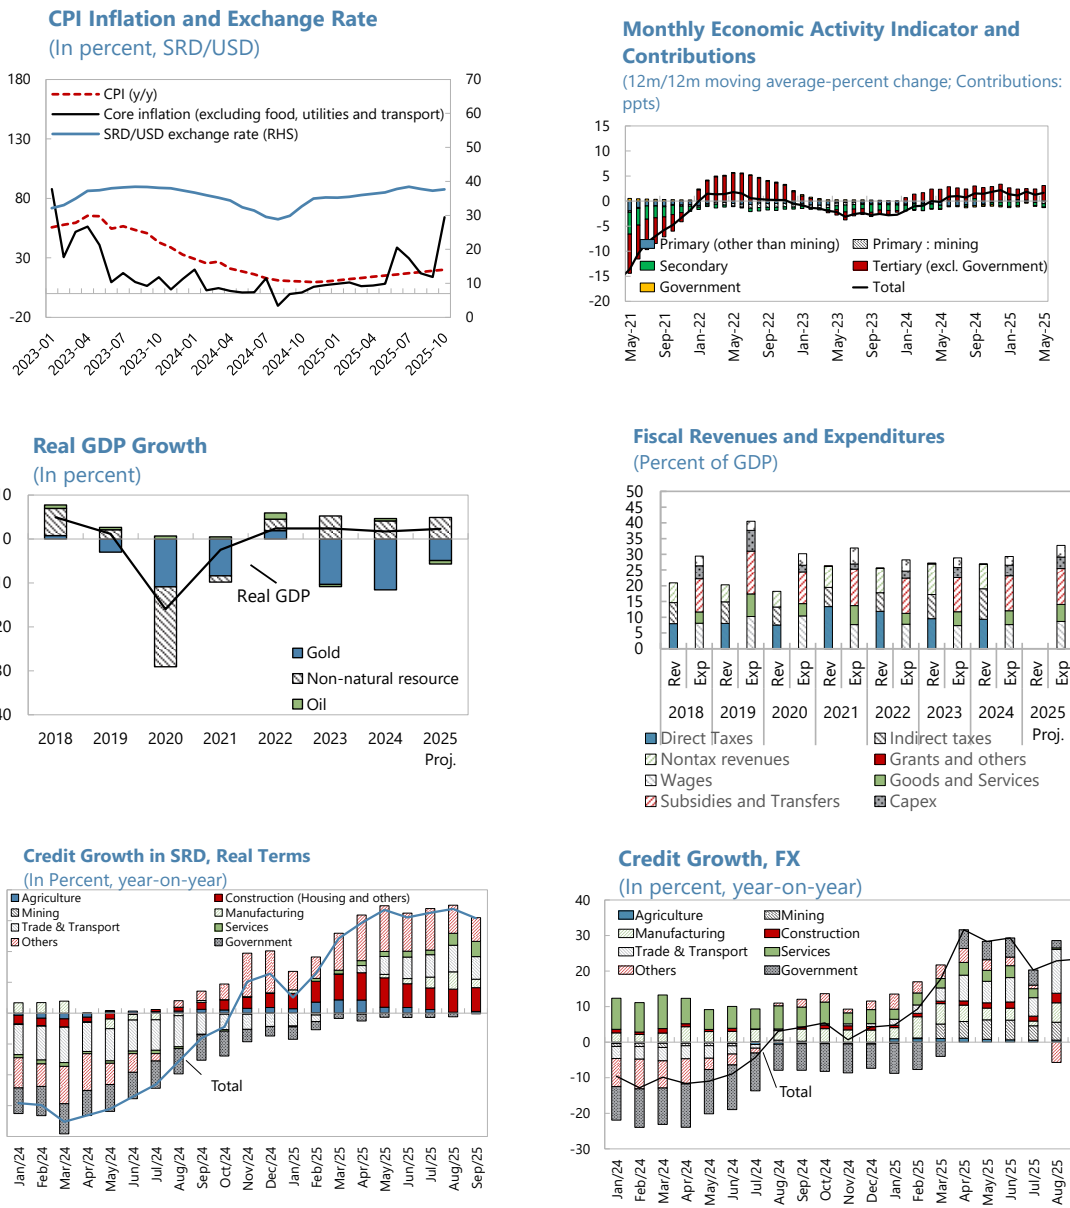 CPI Inflation and Exchange Rate
(In percent, SRD/USD)
180
130
80
30
-20
70
60
50
40
30
20
10
0
CPI (y/y)
Core inflation (excluding food, utilities and transport)
SRD/USD exchange rate (RHS)
2023-01
2023-04
2023-07
2023-10
2024-01
2024-04
2024-07
2024-10
2025-01
2025-04
2025-07
2025-10
Monthly Economic Activity Indicator and
Contributions
(12m/12m moving average-percent change; Contributions:
ppts)
15
10
5
0
-5
-10
-15
-20
Primary (other than mining)
Primary : mining
Secondary
Tertiary (excl. Government)
Government
Total
May-21
Sep-21
Jan-22
May-22
Sep-22
Jan-23
May-23
Sep-23
Jan-24
May-24
Sep-24
Jan-25
May-25
Real GDP Growth
(In percent)
0
0
0
20
30
40
Real GDP
Gold
Non-natural resource
Oil
2018 2019 2020 2021 2022 2023 2024 2025
Proj.
Fiscal Revenues and Expenditures
(Percent of GDP)
50
45
40
35
30
25
20
15
10
5
0
Rev Exp Rev Exp Rev Exp Rev Exp Rev Exp Rev Exp Rev Exp Rev Exp
2018 2019 2020 2021 2022 2023 2024 2025
Proj.
Direct Taxes
Indirect taxes
Nontax revenues
Grants and others
Wages
Goods and Services
Subsidies and Transfers
Capex
Credit Growth in SRD, Real Terms
(In Percent, year-on-year)
Agriculture
Construction (Housing and others)
Mining
Manufacturing
Trade & Transport
Services
Others
Government
Total
Jan/24
Feb/24
Mar/24
Apr/24
May/24
Jun/24
Jul/24
Aug/24
Sep/24
Oct/24
Nov/24
Dec/24
Jan/25
Feb/25
Mar/25
Apr/25
May/25
Jun/25
Jul/25
Aug/25
Sep/25
Credit Growth, FX
(In percent, year-on-year)
40
30
20
10
0
-10
-20
-30
Agriculture
Mining
Manufacturing
Construction
Trade & Transport
Services
Others
Government
Total
Jan/24
Feb/24
Mar/24
Apr/24
May/24
Jun/24
Jul/24
Aug/24
Sep/24
Oct/24
Nov/24
Dec/24
Jan/25
Feb/25
Mar/25
Apr/25
May/25
Jun/25
Jul/25
Aug/25